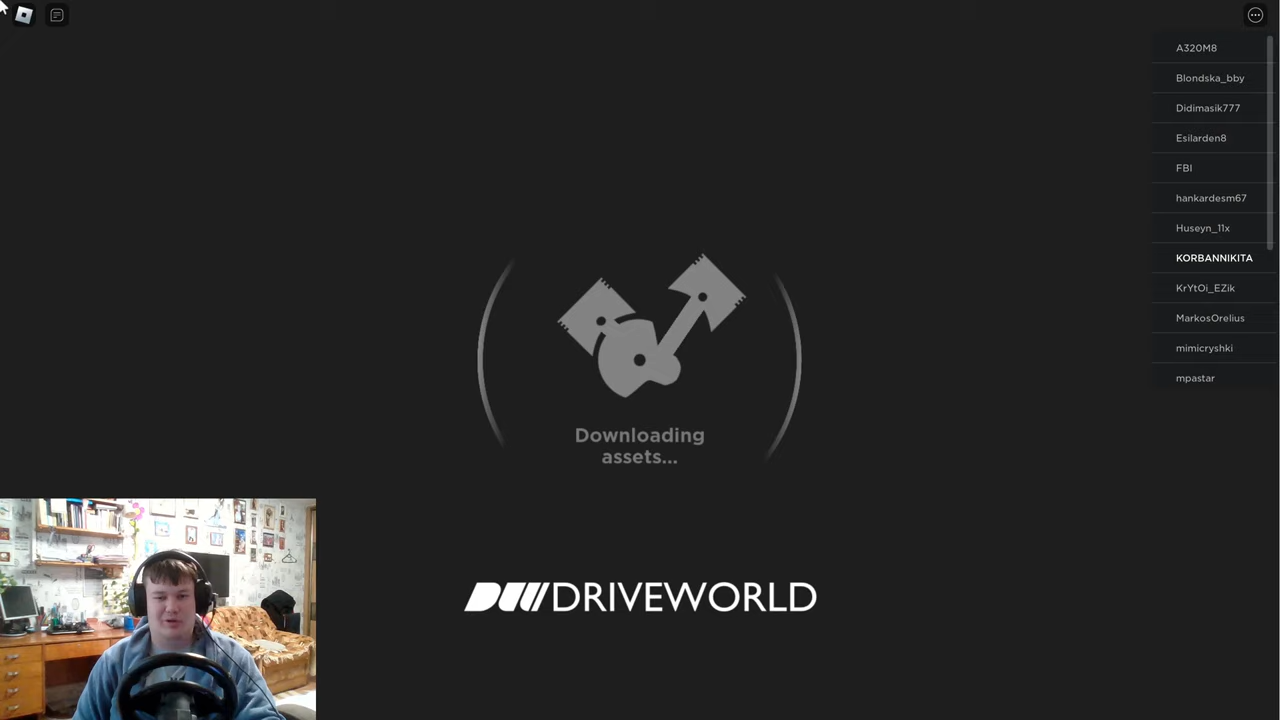 A320M8
Blondska_bby
Didimasik777
Esilarden8
FBI
hankardesm67
Huseyn_11x
KORBANNIKITA
KrYtOi_EZik
MarkosOrelius
mimicryshki
mpastar
Downloading
assets...
DRIVEWORLD